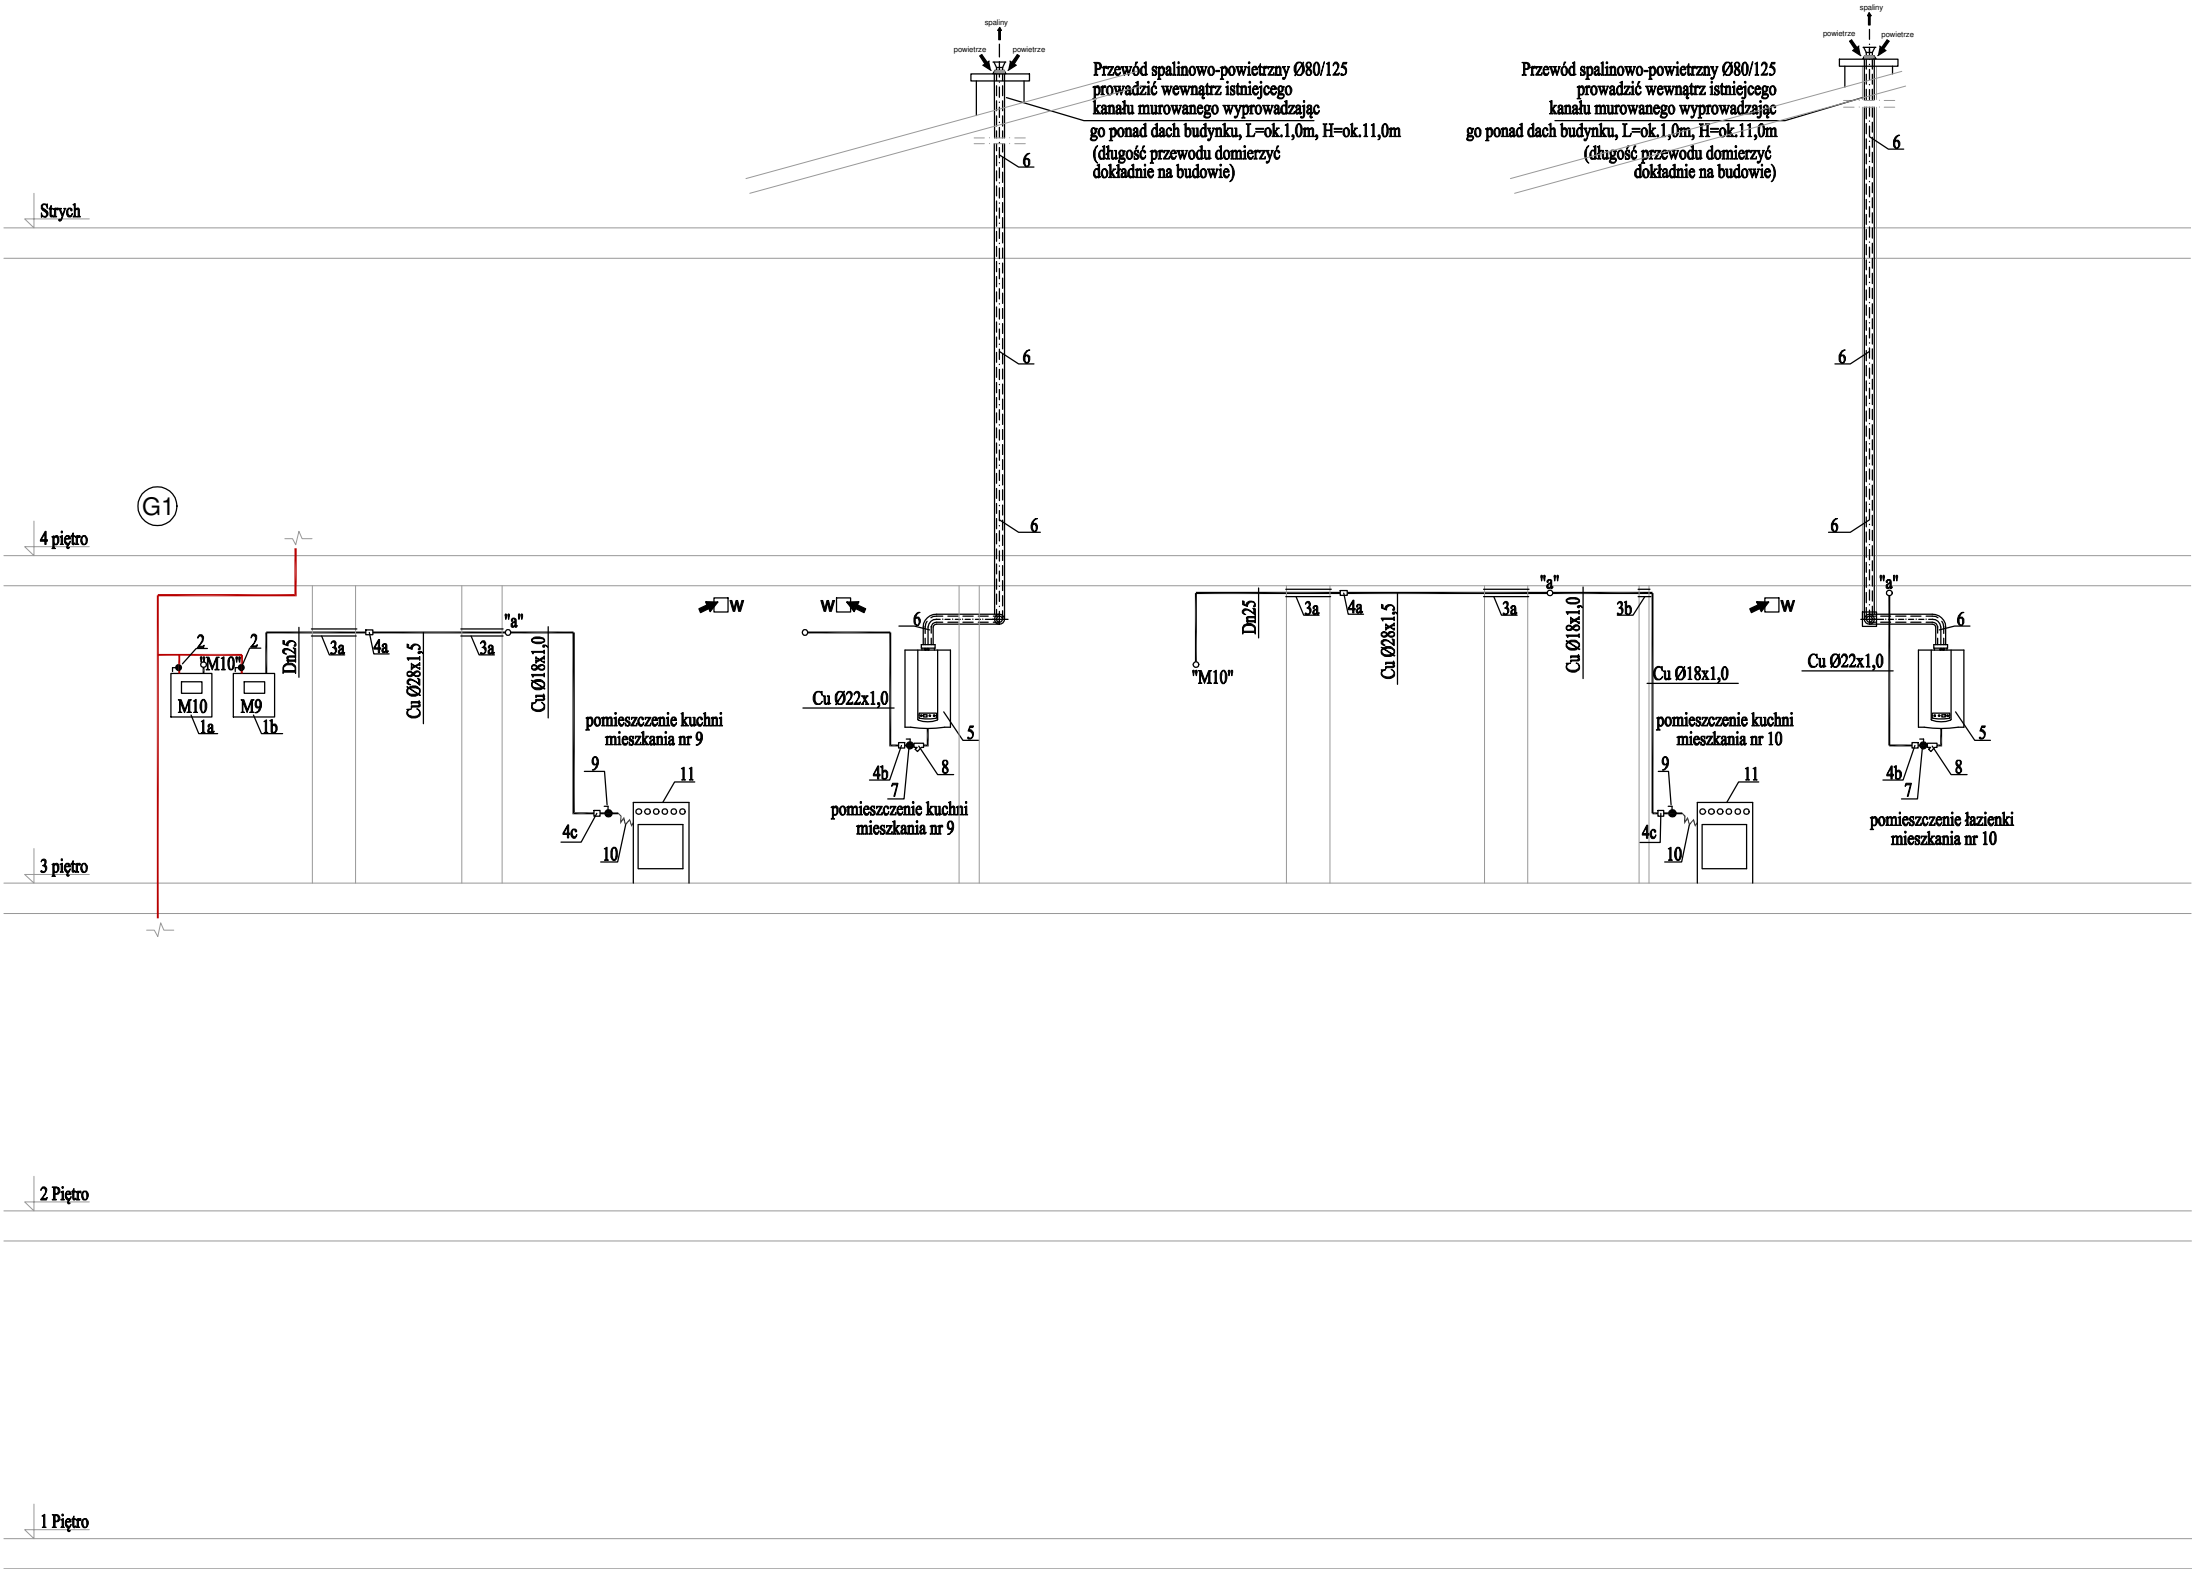 spaliny
powietrze powietrze
spaliny
powietrze powietrze
Przewód spalinowo-powietrzny Ø80/125
prowadzić wewnątrz istniejcego
kanału murowanego wyprowadzając
go ponad dach budynku, L=ok.1,0m, H=ok.11,0m
(długość przewodu domierzyć
dokładnie na budowie)
Przewód spalinowo-powietrzny Ø80/125
prowadzić wewnątrz istniejcego
kanału murowanego wyprowadzając
go ponad dach budynku, L=ok.1,0m, H=ok.11,0m
(długość przewodu domierzyć
dokładnie na budowie)
6
6
Strych
6
6
G1
6
6
4 piętro
2
"M10"
2
M10
M9
1a
1b
Dn25
3a
4a
Cu Ø28x1,5
3a
"a"
Cu Ø18x1,0
W
W
pomieszczenie kuchni
mieszkania nr 9
9
11
4c
10
6
Cu Ø22x1,0
5
4b
8
7
pomieszczenie kuchni
mieszkania nr 9
"M10"
Dn25
3a
4a
Cu Ø28x1,5
3a
"a"
Cu Ø18x1,0
3b
Cu Ø18x1,0
W
pomieszczenie kuchni
mieszkania nr 10
9
11
4c
10
"a"
6
Cu Ø22x1,0
5
4b
8
7
pomieszczenie łazienki
mieszkania nr 10
3 piętro
2 Piętro
1 Piętro